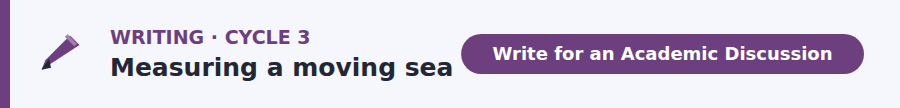 WRITING · CYCLE 3
Measuring a moving sea
Write for an Academic Discussion